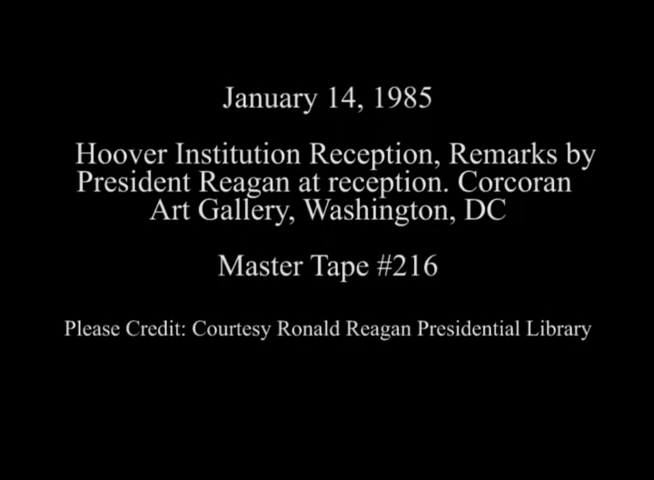 January 14, 1985
Hoover Institution Reception, Remarks by
President Reagan at reception. Corcoran
Art Gallery, Washington, DC
Master Tape #216
Please Credit: Courtesy Ronald Reagan Presidential Library